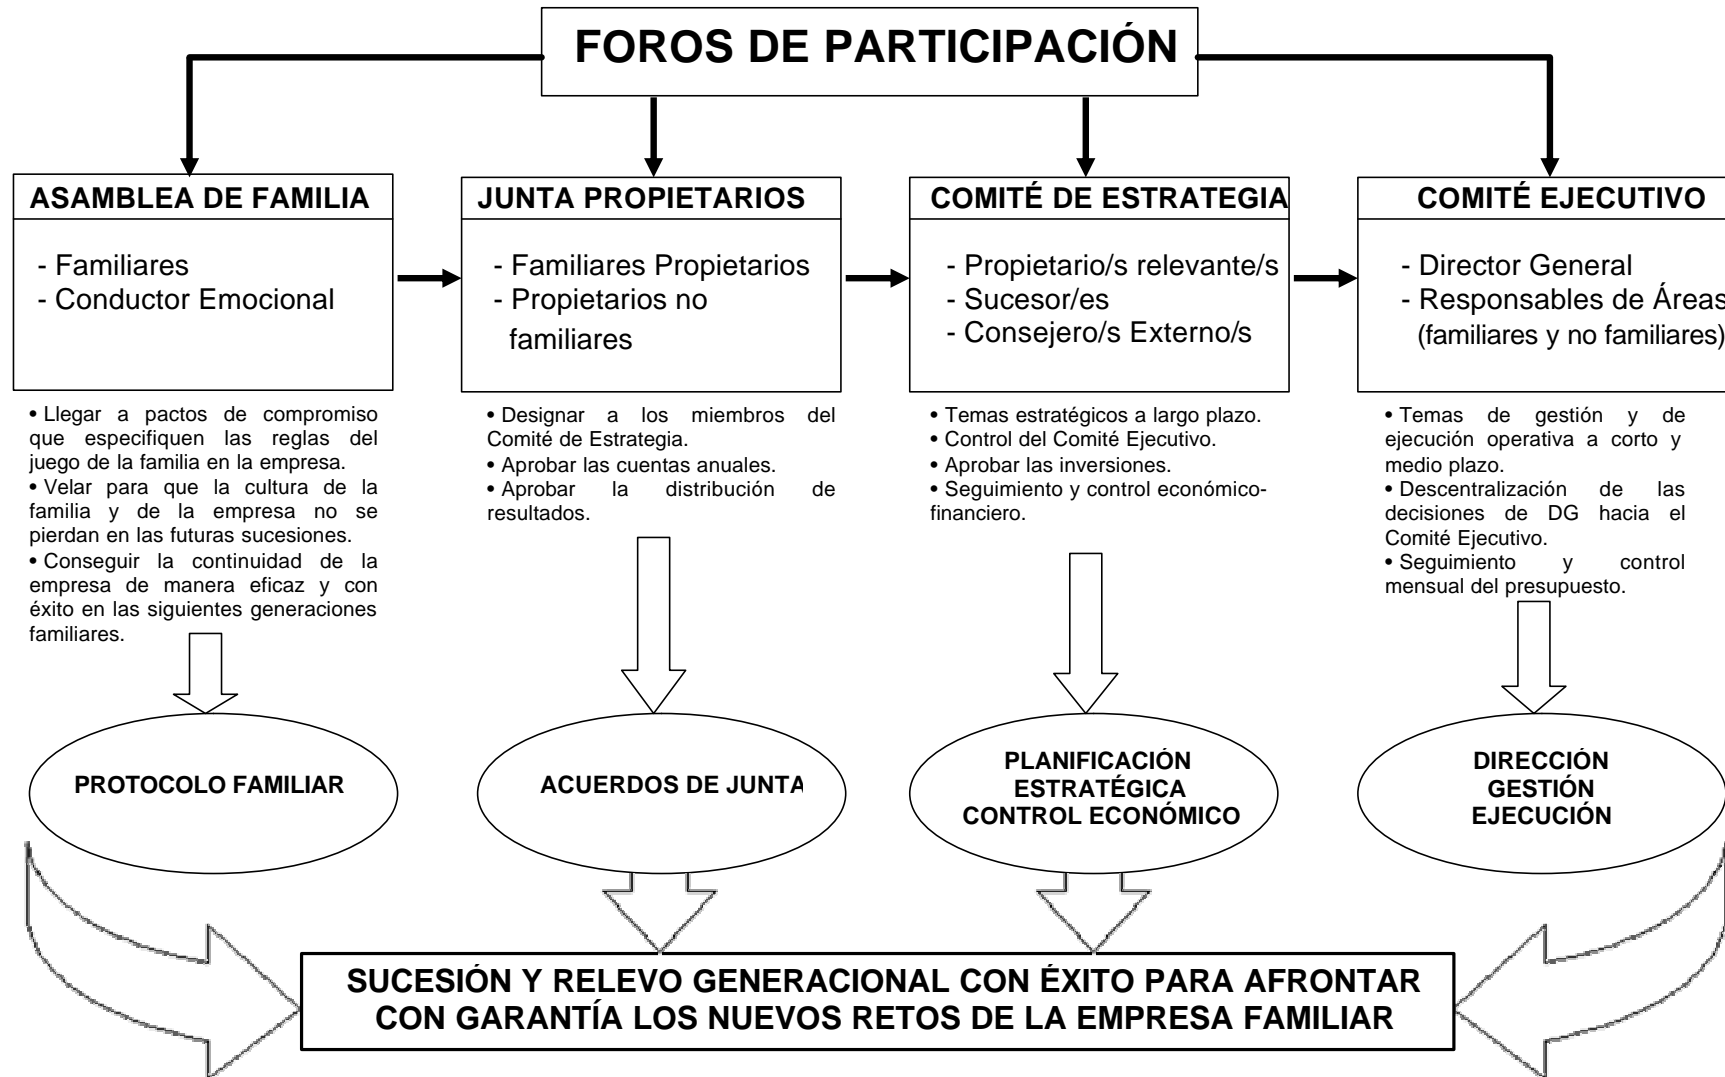 FOROS DE PARTICIPACIÓN
ASAMBLEA DE FAMILIA
- Familiares
- Conductor Emocional
• Llegar a pactos de compromiso
que especifiquen las reglas del
juego de la familia en la empresa.
• Velar para que la cultura de la
familia y de la empresa no se
pierdan en las futuras sucesiones.
• Conseguir la continuidad de la
empresa de manera eficaz y con
éxito en las siguientes generaciones
familiares.
PROTOCOLO FAMILIAR
JUNTA PROPIETARIOS
- Familiares Propietarios
- Propietarios no
familiares
• Designar a los miembros del
Comité de Estrategia.
• Aprobar las cuentas anuales.
• Aprobar la distribución de
resultados.
ACUERDOS DE JUNTA
COMITÉ DE ESTRATEGIA
- Propietario/s relevante/s
- Sucesor/es
- Consejero/s Externo/s
• Temas estratégicos a largo plazo.
• Control del Comité Ejecutivo.
• Aprobar las inversiones.
• Seguimiento y control económico-
financiero.
PLANIFICACIÓN
ESTRATÉGICA
CONTROL ECONÓMICO
COMITÉ EJECUTIVO
- Director General
- Responsables de Áreas
(familiares y no familiares)
• Temas de gestión y de
ejecución operativa a corto y
medio plazo.
• Descentralización de las
decisiones de DG hacia el
Comité Ejecutivo.
• Seguimiento y control
mensual del presupuesto.
DIRECCIÓN
GESTIÓN
EJECUCIÓN
SUCESIÓN Y RELEVO GENERACIONAL CON ÉXITO PARA AFRONTAR
CON GARANTÍA LOS NUEVOS RETOS DE LA EMPRESA FAMILIAR